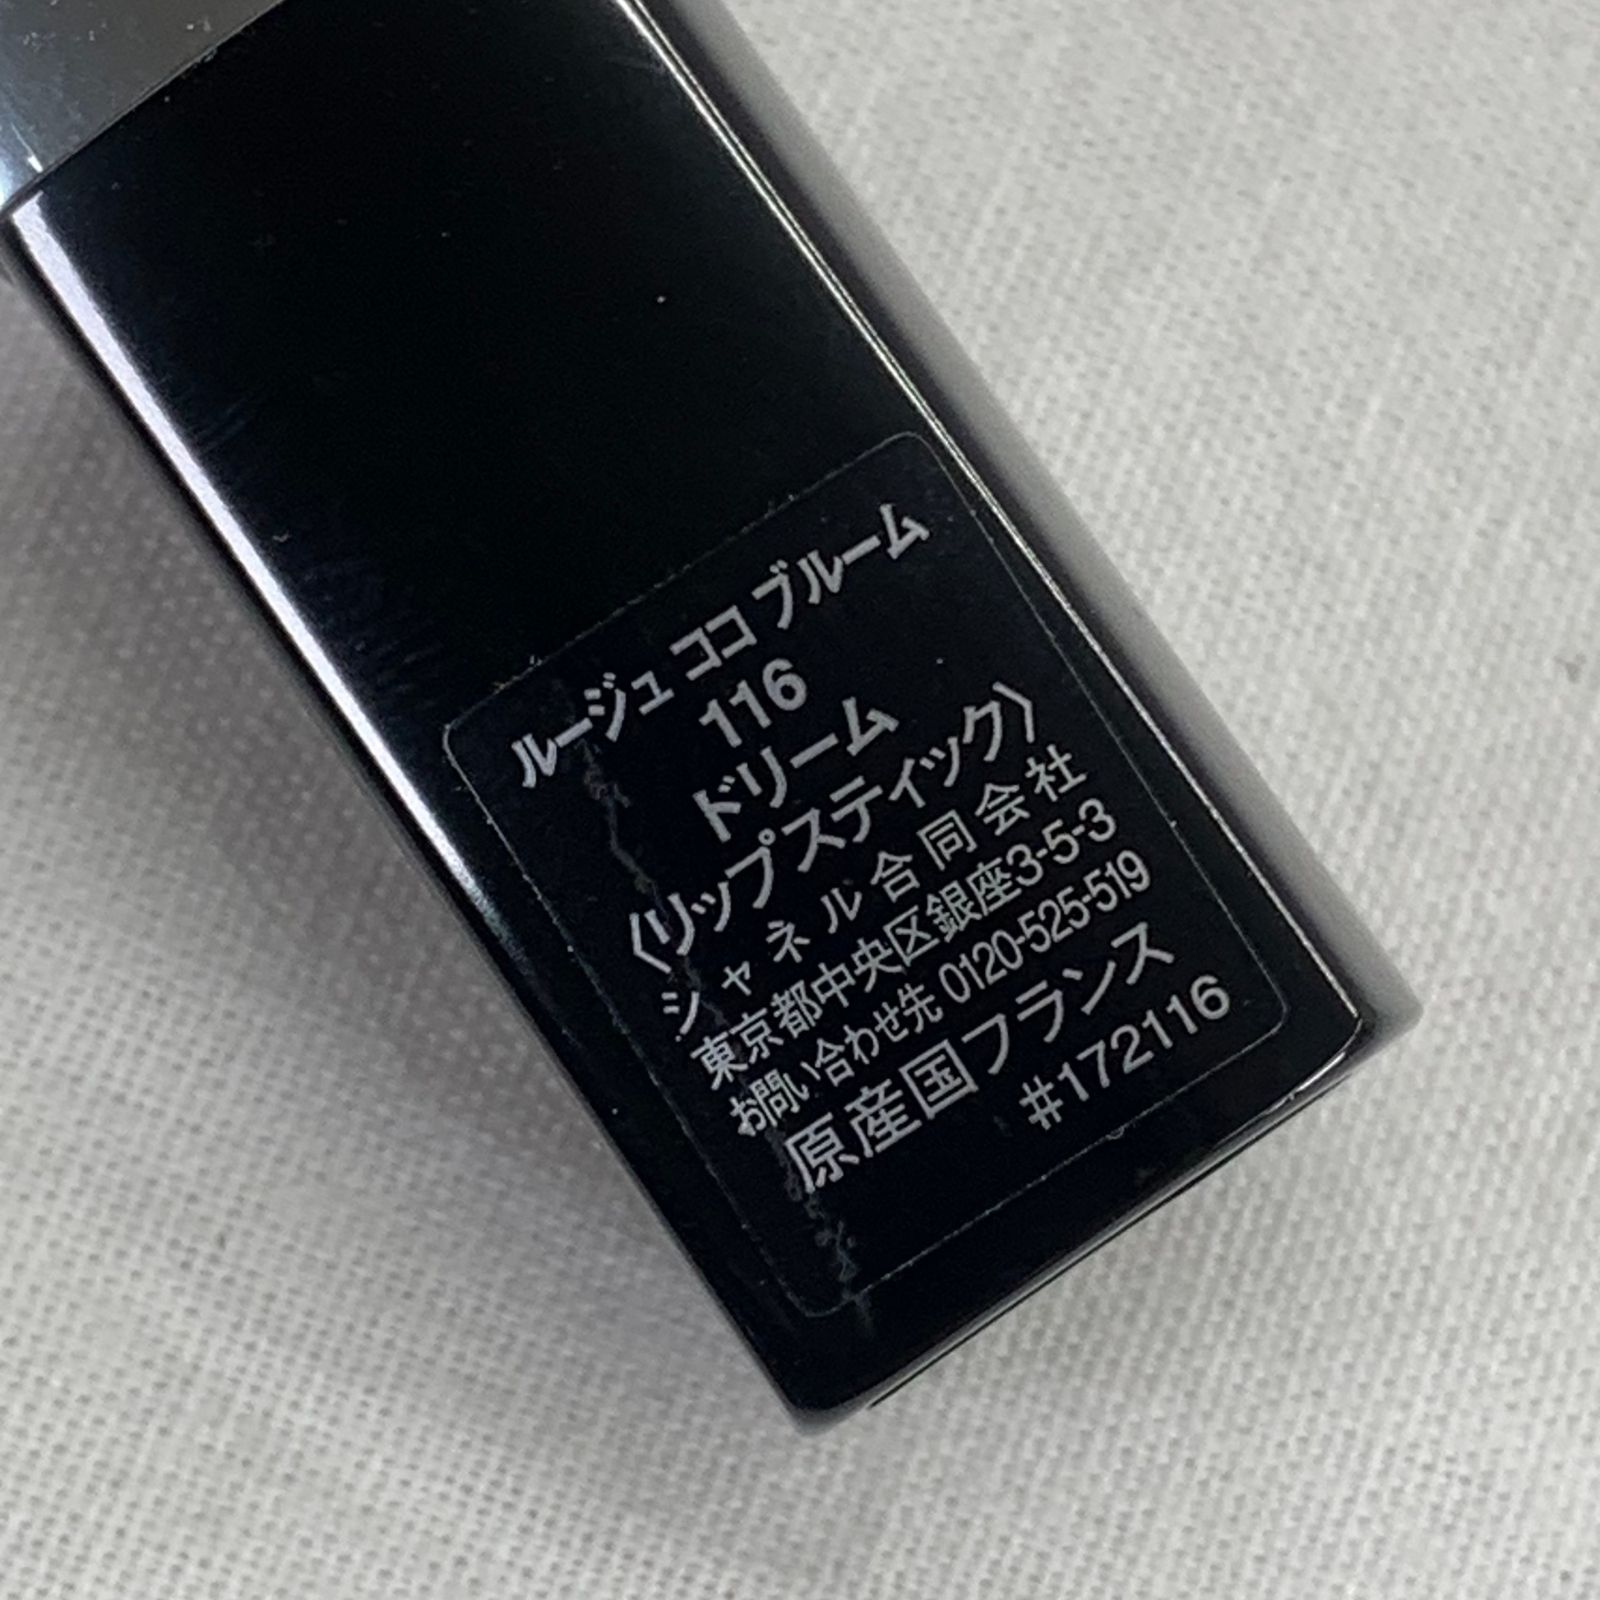 ルージュ ココ ブルーム
116
ドリーム
〈リップスティック〉
シャネル合同会社
東京都中央区銀座3-5-3
お問い合わせ先 0120-525-519
原産国フランス
#172116